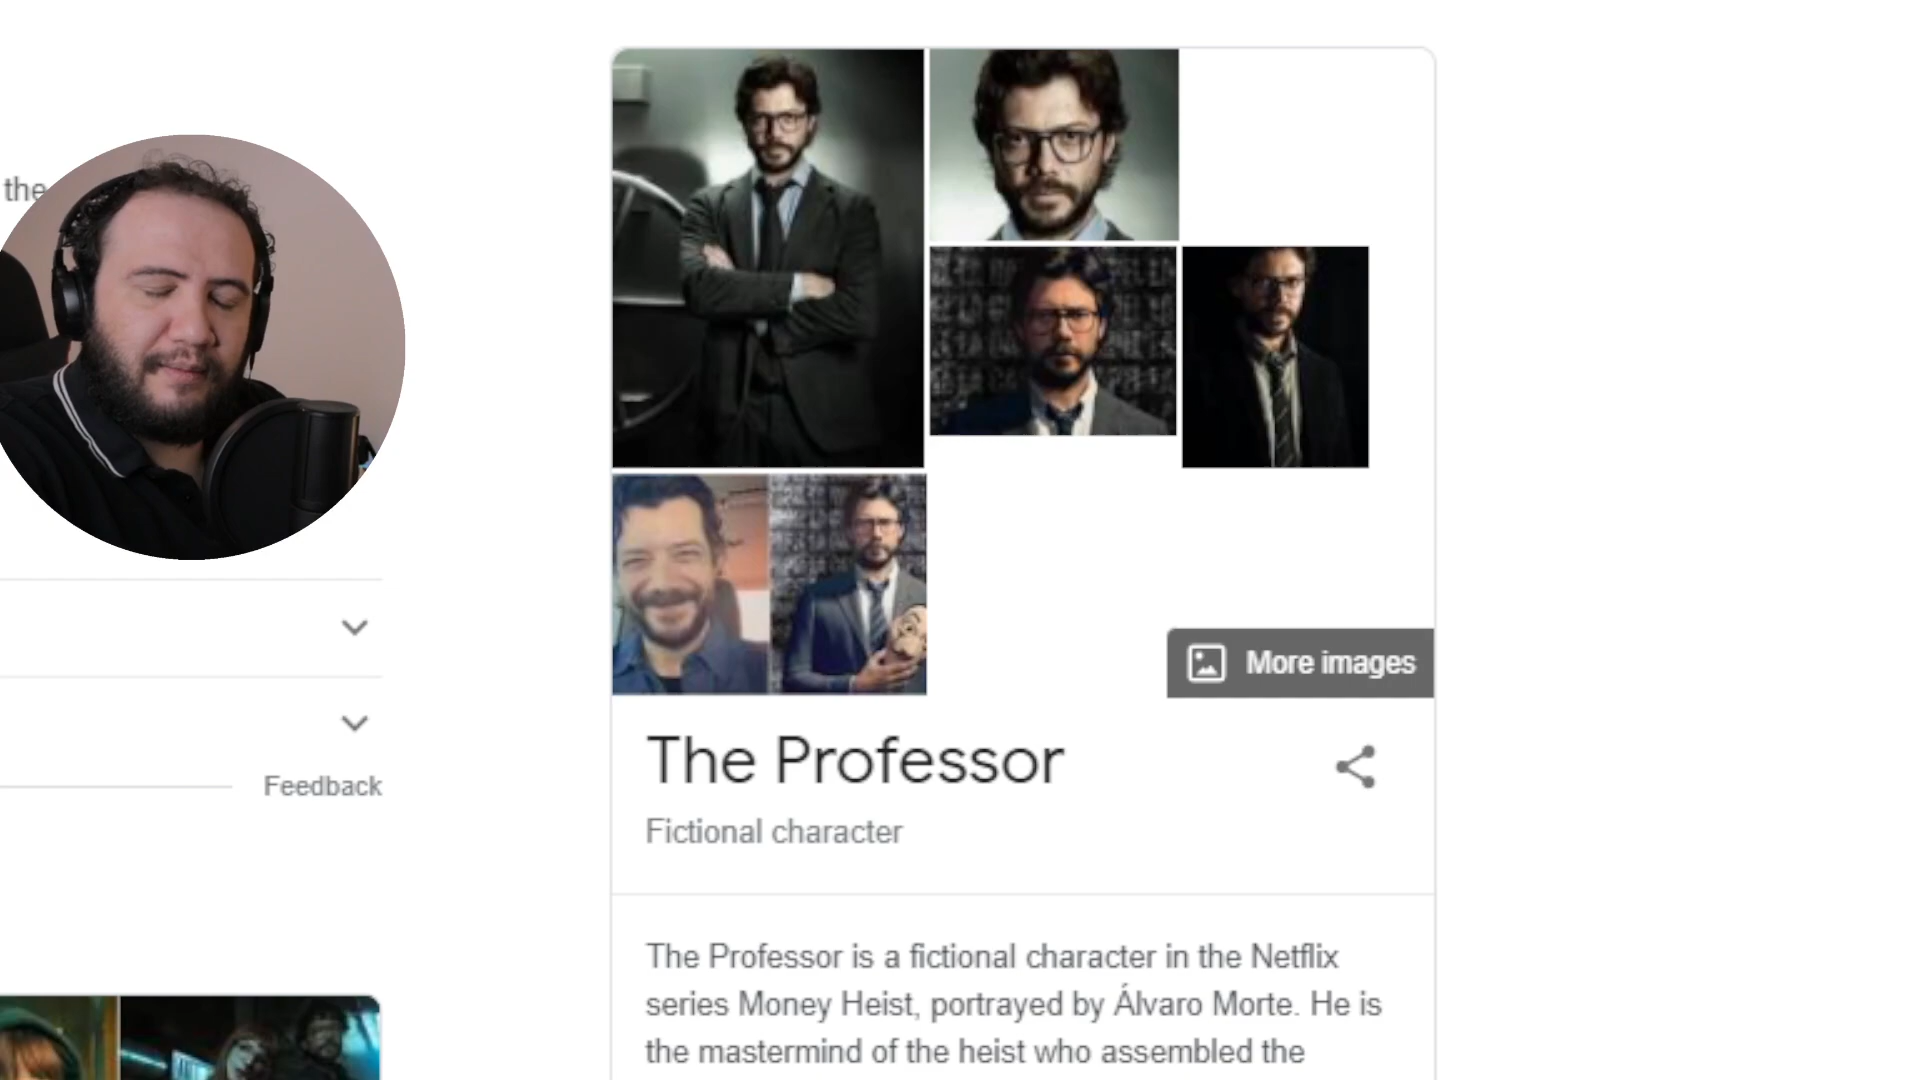 the
Feedback
More images
The Professor
Fictional character
The Professor is a fictional character in the Netflix
series Money Heist, portrayed by Álvaro Morte. He is
the mastermind of the heist who assembled the